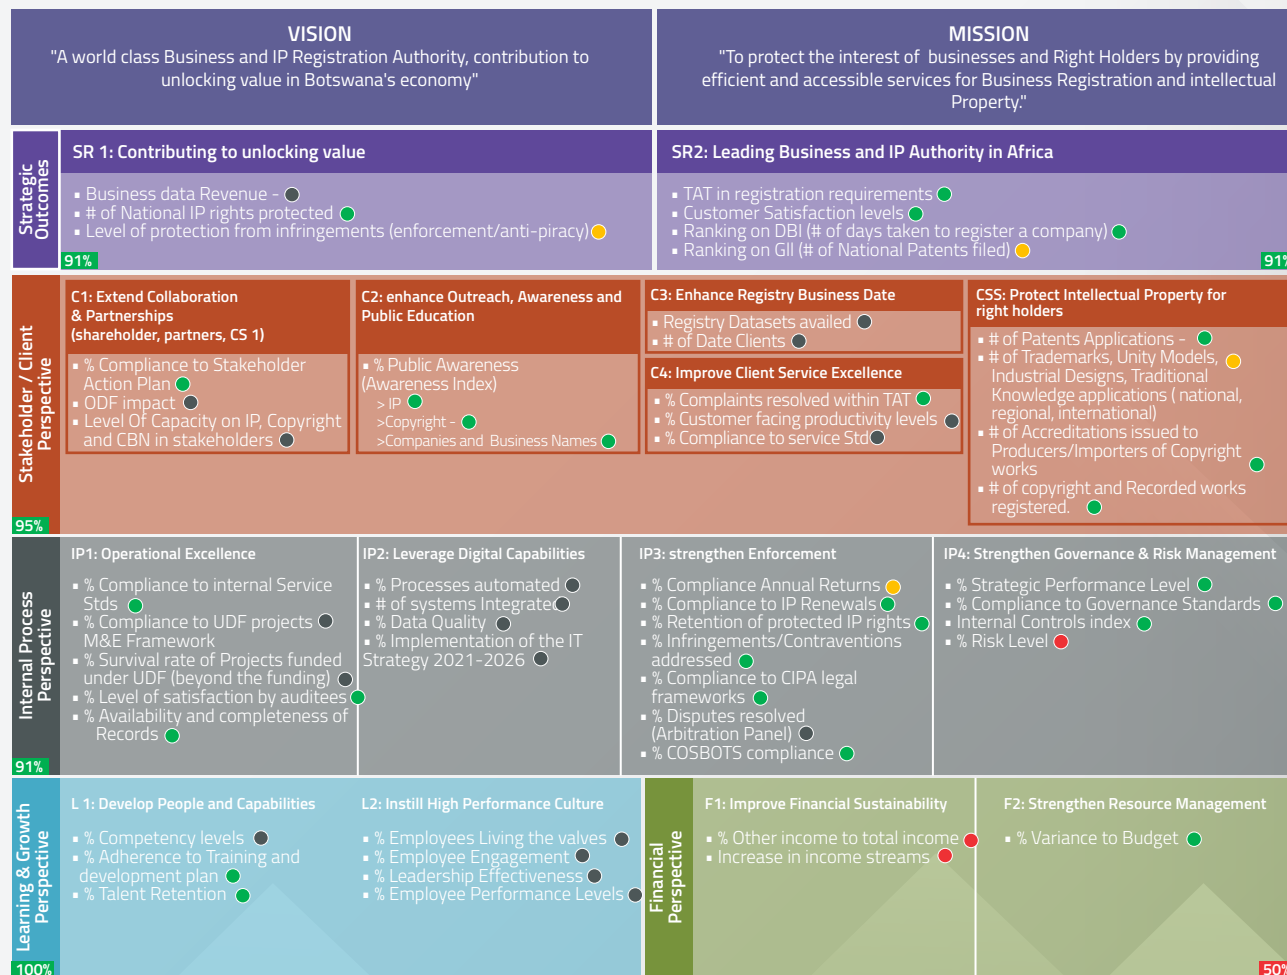 VISION
"A world class Business and IP Registration Authority, contribution to
unlocking value in Botswana's economy"
MISSION
"To protect the interest of businesses and Right Holders by providing
efficient and accessible services for Business Registration and intellectual
Property."
Strategic
Outcomes
SR 1: Contributing to unlocking value
▪ Business data Revenue -
▪ # of National IP rights protected
▪ Level of protection from infringements (enforcement/anti-piracy)
91%
SR2: Leading Business and IP Authority in Africa
▪ TAT in registration requirements
▪ Customer Satisfaction levels
▪ Ranking on DBI (# of days taken to register a company)
▪ Ranking on GII (# of National Patents filed)
91%
Stakeholder / Client
Perspective
95%
C1: Extend Collaboration
& Partnerships
(shareholder, partners, CS 1)
▪ % Compliance to Stakeholder
Action Plan
▪ ODF impact
▪ Level Of Capacity on IP, Copyright
and CBN in stakeholders
C2: enhance Outreach, Awareness and
Public Education
▪ % Public Awareness
(Awareness Index)
> IP
>Copyright -
>Companies and Business Names
C3: Enhance Registry Business Date
▪ Registry Datasets availed
▪ # of Date Clients
C4: Improve Client Service Excellence
▪ % Complaints resolved within TAT
▪ % Customer facing productivity levels
▪ % Compliance to service Std
CSS: Protect Intellectual Property for
right holders
▪ # of Patents Applications -
▪ # of Trademarks, Unity Models,
Industrial Designs, Traditional
Knowledge applications ( national,
regional, international)
▪ # of Accreditations issued to
Producers/Importers of Copyright
works
▪ # of copyright and Recorded works
registered.
Internal Process
Perspective
91%
IP1: Operational Excellence
▪ % Compliance to internal Service
Stds
▪ % Compliance to UDF projects
M&E Framework
▪ % Survival rate of Projects funded
under UDF (beyond the funding)
▪ % Level of satisfaction by auditees
▪ % Availability and completeness of
Records
IP2: Leverage Digital Capabilities
▪ % Processes automated
▪ # of systems Integrated
▪ % Data Quality
▪ % Implementation of the IT
Strategy 2021-2026
IP3: strengthen Enforcement
▪ % Compliance Annual Returns
▪ % Compliance to IP Renewals
▪ % Retention of protected IP rights
▪ % Infringements/Contraventions
addressed
▪ % Compliance to CIPA legal
frameworks
▪ % Disputes resolved
(Arbitration Panel)
▪ % COSBOTS compliance
IP4: Strengthen Governance & Risk Management
▪ % Strategic Performance Level
▪ % Compliance to Governance Standards
▪ Internal Controls index
▪ % Risk Level
Learning & Growth
Perspective
100%
L 1: Develop People and Capabilities
▪ % Competency levels
▪ % Adherence to Training and
development plan
▪ % Talent Retention
L2: Instill High Performance Culture
▪ % Employees Living the valves
▪ % Employee Engagement
▪ % Leadership Effectiveness
▪ % Employee Performance Levels
Financial
Perspective
F1: Improve Financial Sustainability
▪ % Other income to total income
▪ Increase in income streams
F2: Strengthen Resource Management
▪ % Variance to Budget
50%